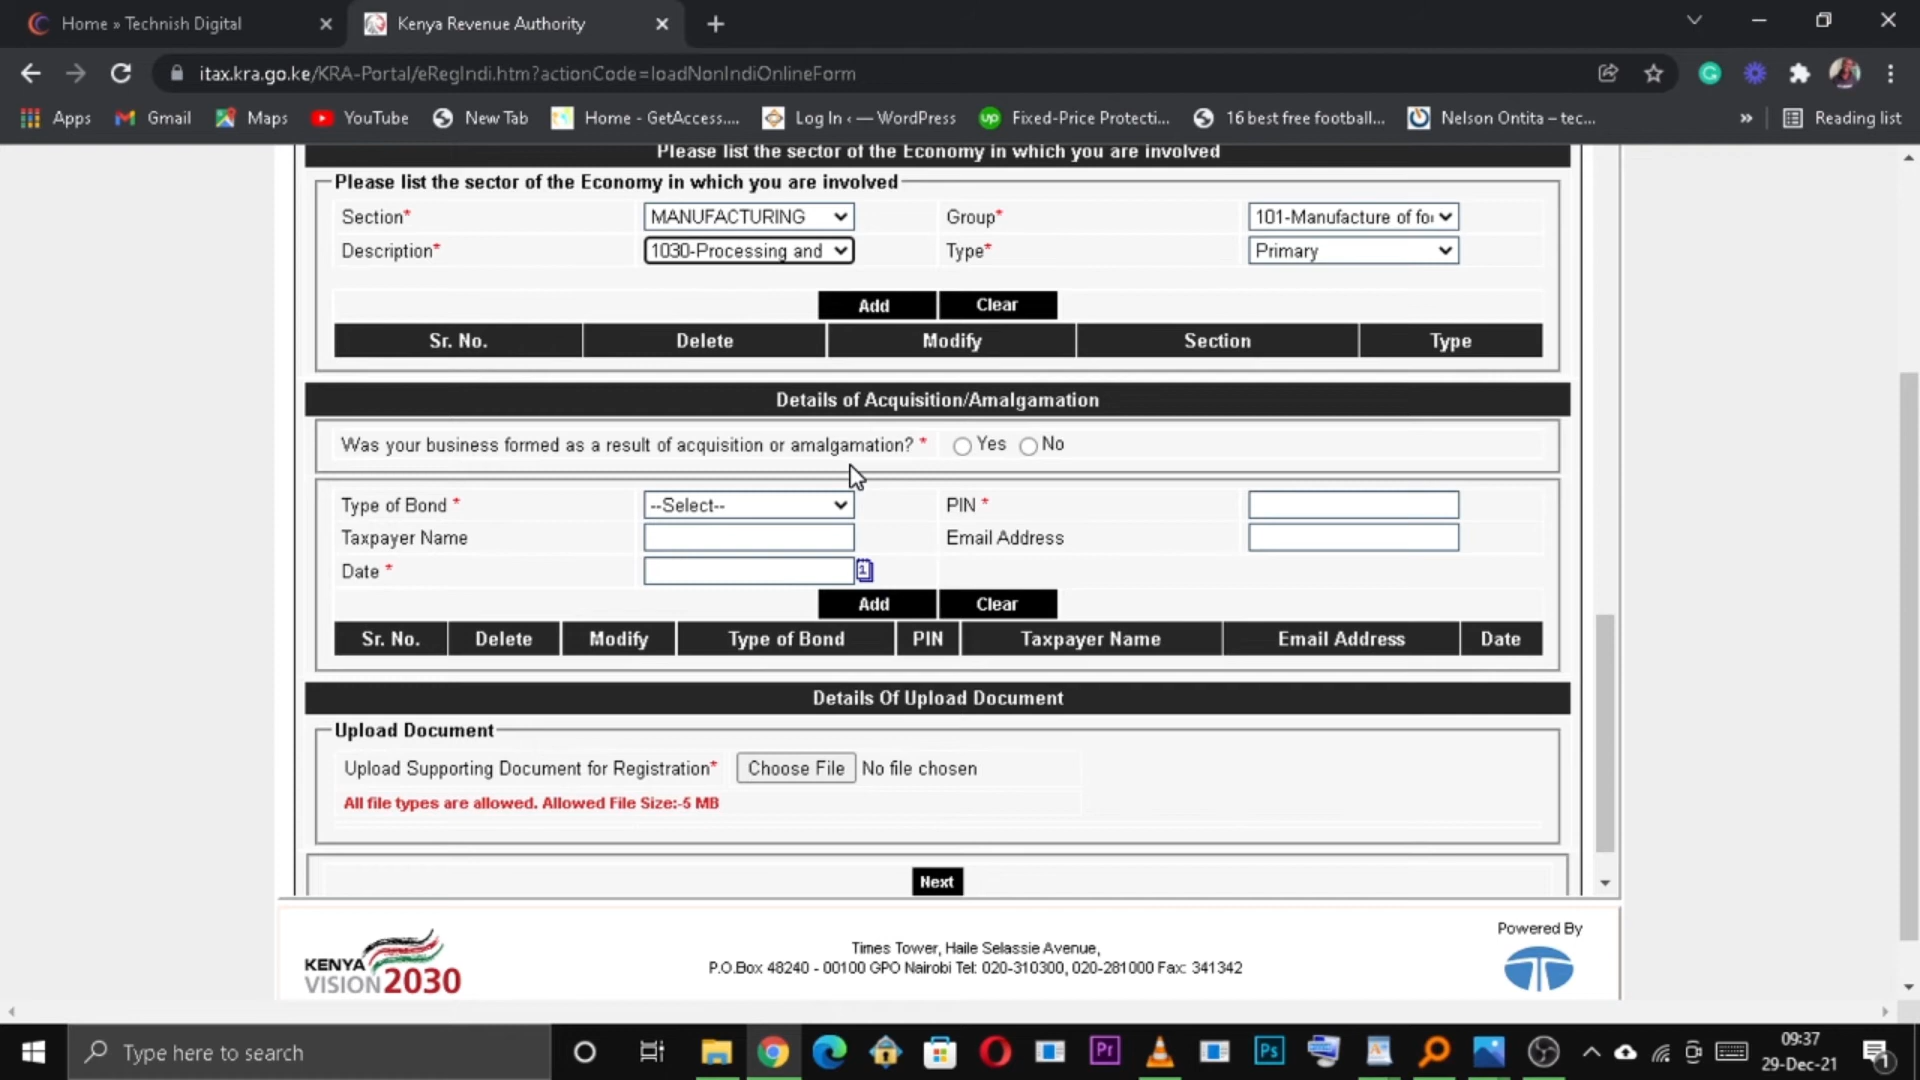 Home » Technish Digital
Kenya Revenue Authority
itax.kra.go.ke/KRA-Portal/eRegIndi.htm?actionCode=loadNonIndiOnlineForm
Apps
Gmail
Maps
YouTube
New Tab
Home - GetAccess....
Log In ‹ — WordPress
Fixed-Price Protecti...
16 best free football...
Nelson Ontita – tec...
»
Reading list
Please list the sector of the Economy in which you are involved
Please list the sector of the Economy in which you are involved
Section* MANUFACTURING Group* 101-Manufacture of fo
Description* 1030-Processing and Type* Primary
Add Clear
Sr. No. Delete Modify Section Type
Details of Acquisition/Amalgamation
Was your business formed as a result of acquisition or amalgamation? * Yes No
Type of Bond * --Select-- PIN *
Taxpayer Name Email Address
Date * 1
Add Clear
Sr. No. Delete Modify Type of Bond PIN Taxpayer Name Email Address Date
Details Of Upload Document
Upload Document
Upload Supporting Document for Registration* Choose File No file chosen
All file types are allowed. Allowed File Size:-5 MB
Next
KENYA
VISION 2030
Times Tower, Haile Selassie Avenue,
P.O.Box 48240 - 00100 GPO Nairobi Tel: 020-310300, 020-281000 Fax: 341342
Powered By
Type here to search
Pr
Ps
09:37
29-Dec-21
1